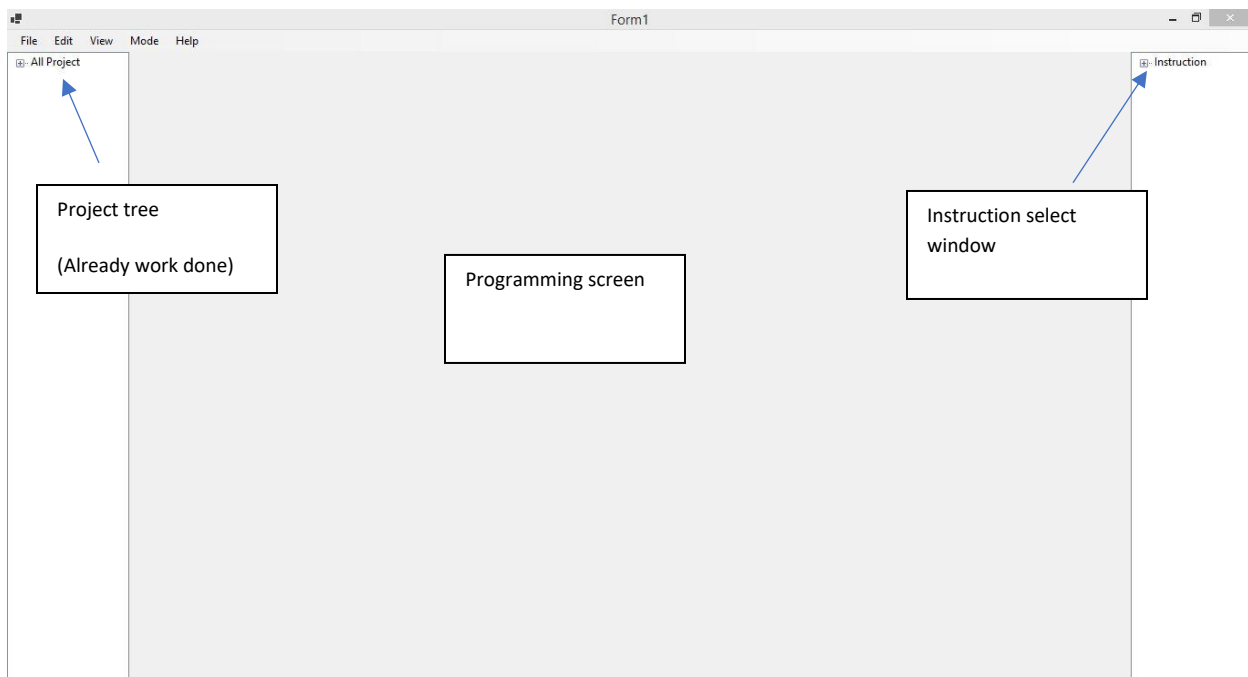 Form1
File Edit View Mode Help
All Project
Instruction
Project tree
(Already work done)
Programming screen
Instruction select
window